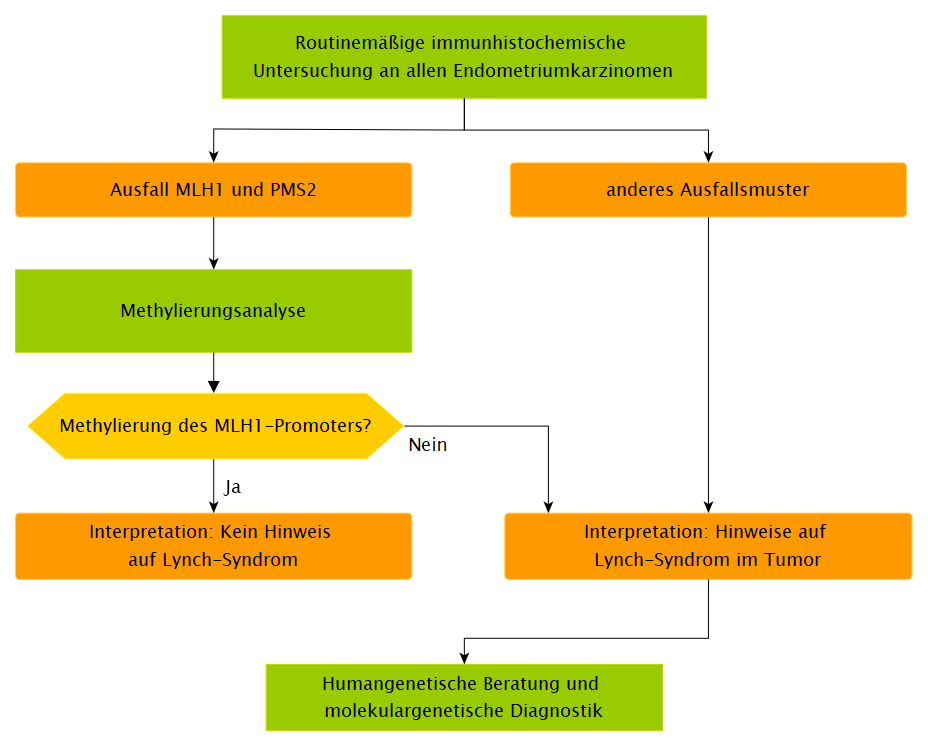 Routinemäßige immunhistochemische
Untersuchung an allen Endometriumkarzinomen
Ausfall MLH1 und PMS2
anderes Ausfallsmuster
Methylierungsanalyse
Methylierung des MLH1-Promoters?
Nein
Ja
Interpretation: Kein Hinweis
auf Lynch-Syndrom
Interpretation: Hinweise auf
Lynch-Syndrom im Tumor
Humangenetische Beratung und
molekulargenetische Diagnostik